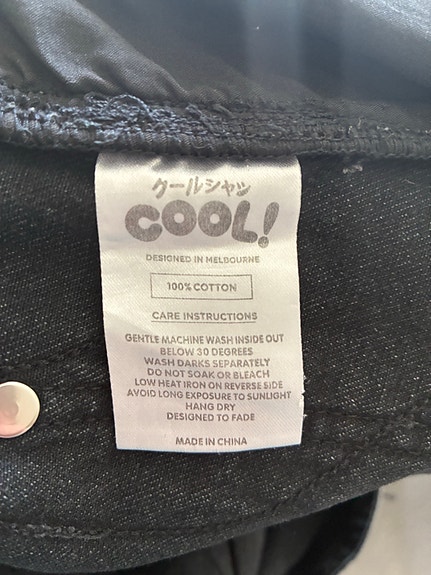 クールシャツ
COOL!
DESIGNED IN MELBOURNE
100% COTTON
CARE INSTRUCTIONS
GENTLE MACHINE WASH INSIDE OUT
BELOW 30 DEGREES
WASH DARKS SEPARATELY
DO NOT SOAK OR BLEACH
LOW HEAT IRON ON REVERSE SIDE
AVOID LONG EXPOSURE TO SUNLIGHT
HANG DRY
DESIGNED TO FADE
MADE IN CHINA